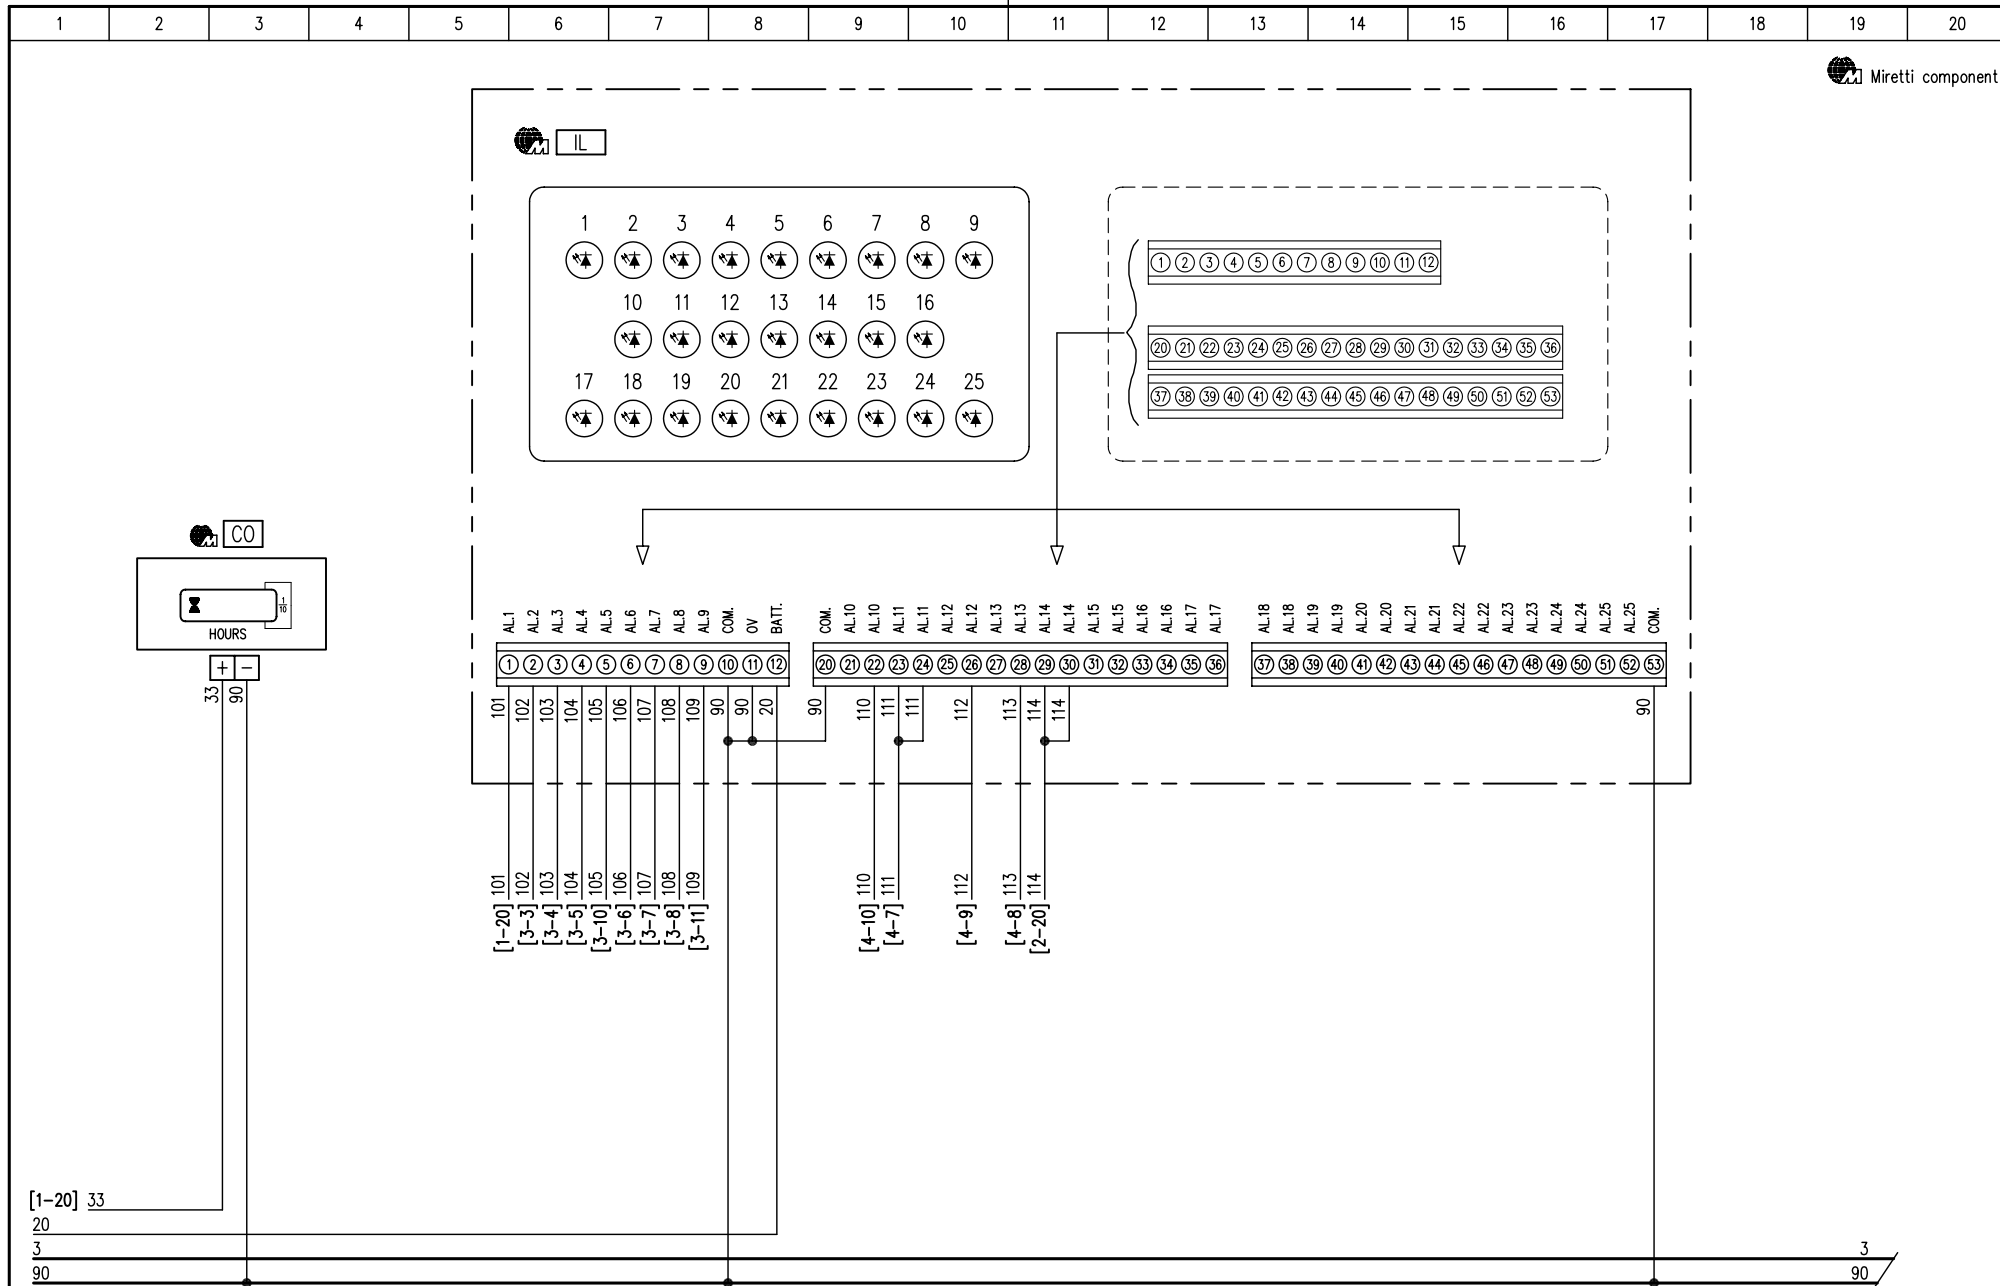 1 2 3 4 5 6 7 8 9 10 11 12 13 14 15 16 17 18 19 20
Miretti component
IL
1 2 3 4 5 6 7 8 9
10 11 12 13 14 15 16
17 18 19 20 21 22 23 24 25
1 2 3 4 5 6 7 8 9 10 11 12
20 21 22 23 24 25 26 27 28 29 30 31 32 33 34 35 36
37 38 39 40 41 42 43 44 45 46 47 48 49 50 51 52 53
CO
1/10
HOURS
+ -
33 90
AL.1 AL.2 AL.3 AL.4 AL.5 AL.6 AL.7 AL.8 AL.9 COM. 0V BATT.
1 2 3 4 5 6 7 8 9 10 11 12
101 102 103 104 105 106 107 108 109 90 90 20
COM. AL.10 AL.10 AL.11 AL.11 AL.12 AL.12 AL.13 AL.13 AL.14 AL.14 AL.15 AL.15 AL.16 AL.16 AL.17 AL.17
20 21 22 23 24 25 26 27 28 29 30 31 32 33 34 35 36
90 110 111 111 112 113 114 114
AL.18 AL.18 AL.19 AL.19 AL.20 AL.20 AL.21 AL.21 AL.22 AL.22 AL.23 AL.23 AL.24 AL.24 AL.25 AL.25 COM.
37 38 39 40 41 42 43 44 45 46 47 48 49 50 51 52 53
90
[1-20] 101
[3-3] 102
[3-4] 103
[3-5] 104
[3-10] 105
[3-6] 106
[3-7] 107
[3-8] 108
[3-11] 109
[4-10] 110
[4-7] 111
[4-9] 112
[4-8] 113
[2-20] 114
[1-20] 33
20
3 3
90 90